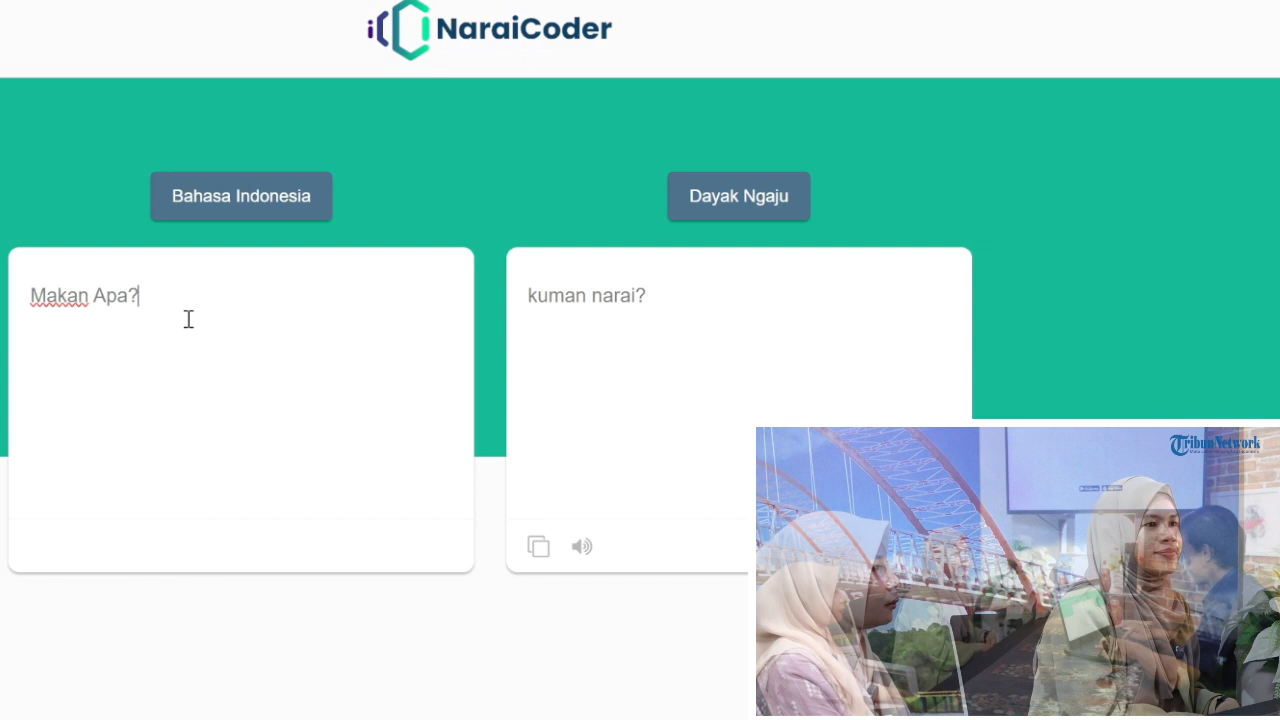 NaraiCoder
Bahasa Indonesia
Dayak Ngaju
Makan Apa?
kuman narai?
TribunNetwork